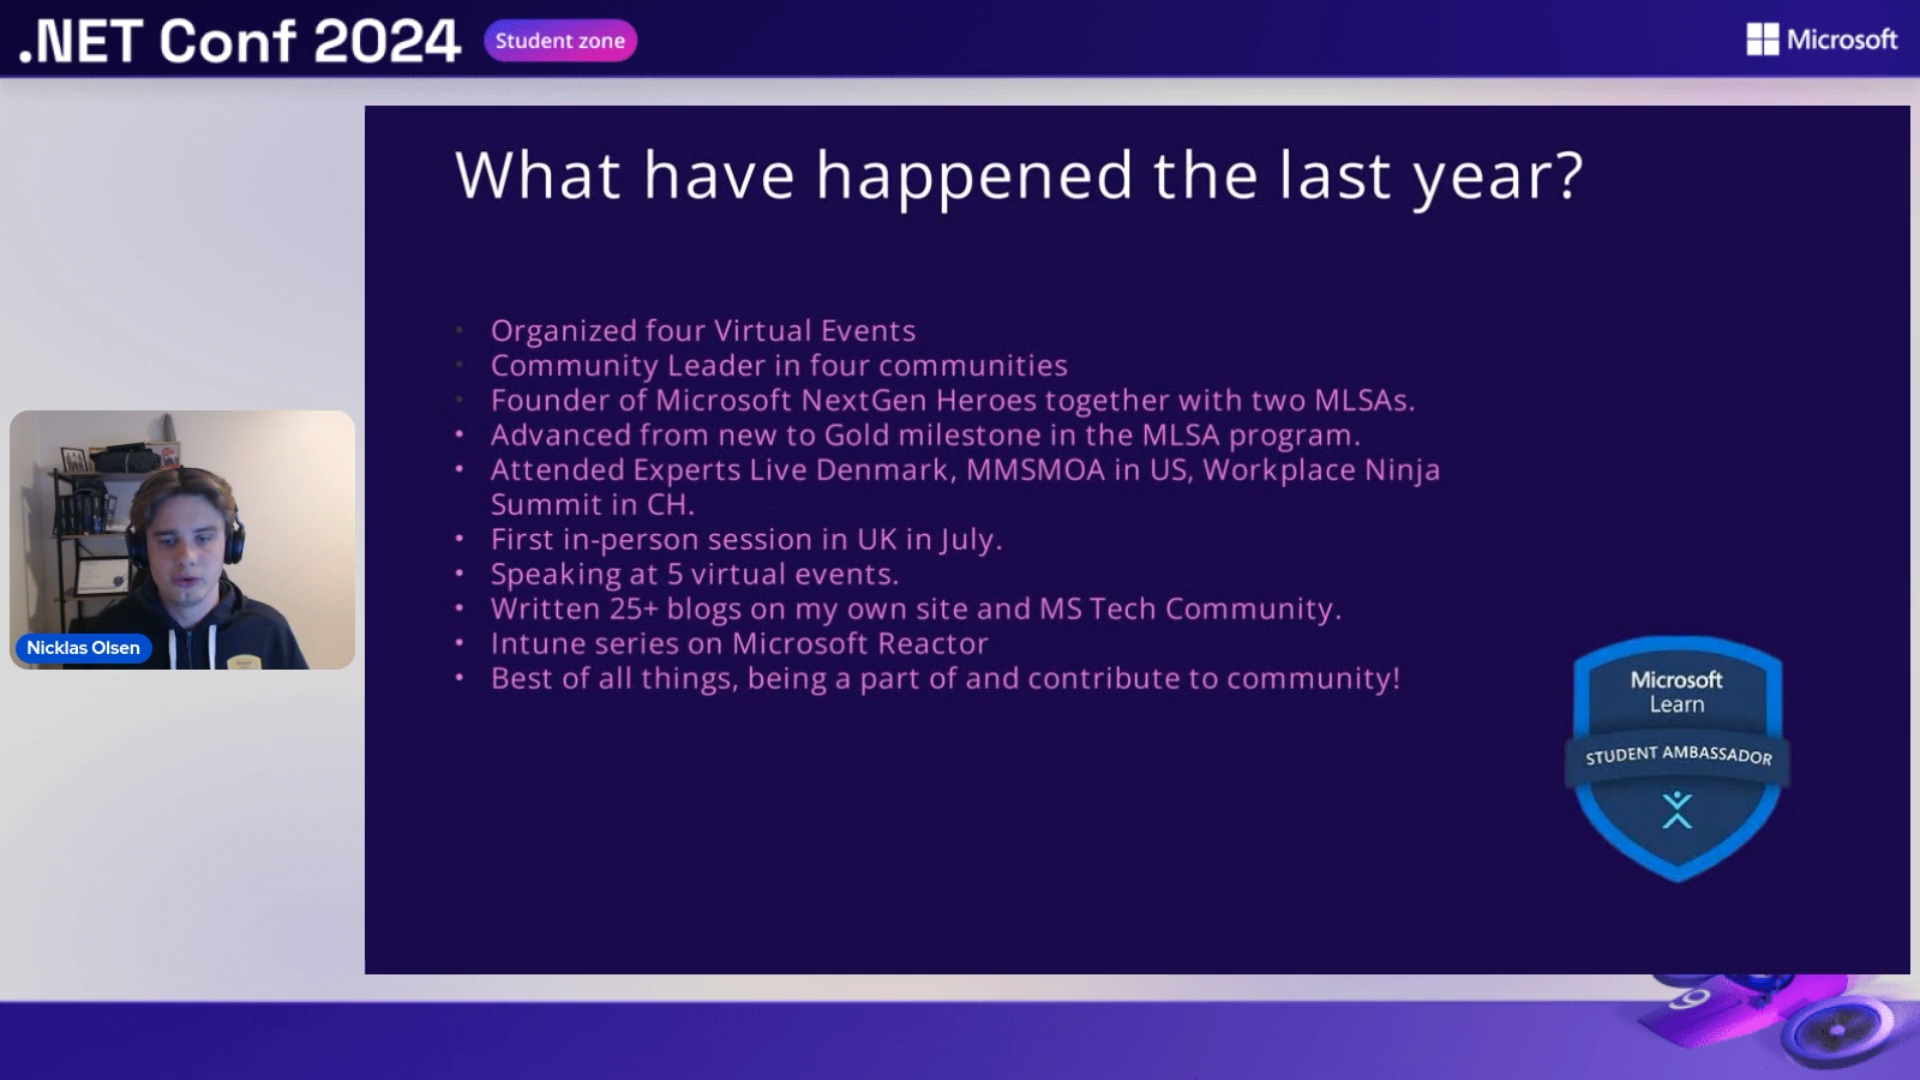 .NET Conf 2024
Student zone
Microsoft
What have happened the last year?
• Organized four Virtual Events
• Community Leader in four communities
• Founder of Microsoft NextGen Heroes together with two MLSAs.
• Advanced from new to Gold milestone in the MLSA program.
• Attended Experts Live Denmark, MMSMOA in US, Workplace Ninja
Summit in CH.
• First in-person session in UK in July.
• Speaking at 5 virtual events.
• Written 25+ blogs on my own site and MS Tech Community.
• Intune series on Microsoft Reactor
• Best of all things, being a part of and contribute to community!
Nicklas Olsen
Microsoft
Learn
STUDENT AMBASSADOR
9